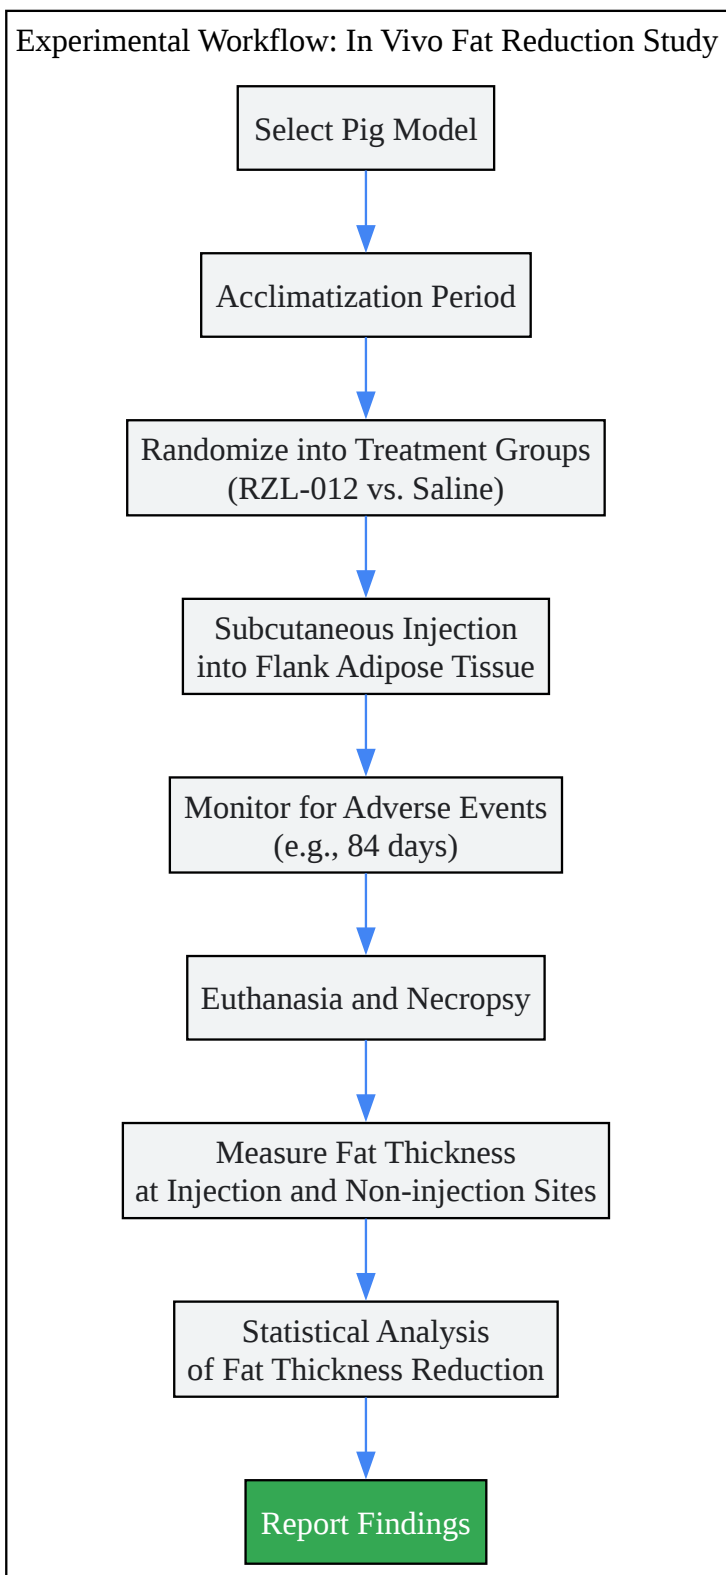 Experimental Workflow: In Vivo Fat Reduction Study
Select Pig Model
Acclimatization Period
Randomize into Treatment Groups
(RZL-012 vs. Saline)
Subcutaneous Injection
into Flank Adipose Tissue
Monitor for Adverse Events
(e.g., 84 days)
Euthanasia and Necropsy
Measure Fat Thickness
at Injection and Non-injection Sites
Statistical Analysis
of Fat Thickness Reduction
Report Findings